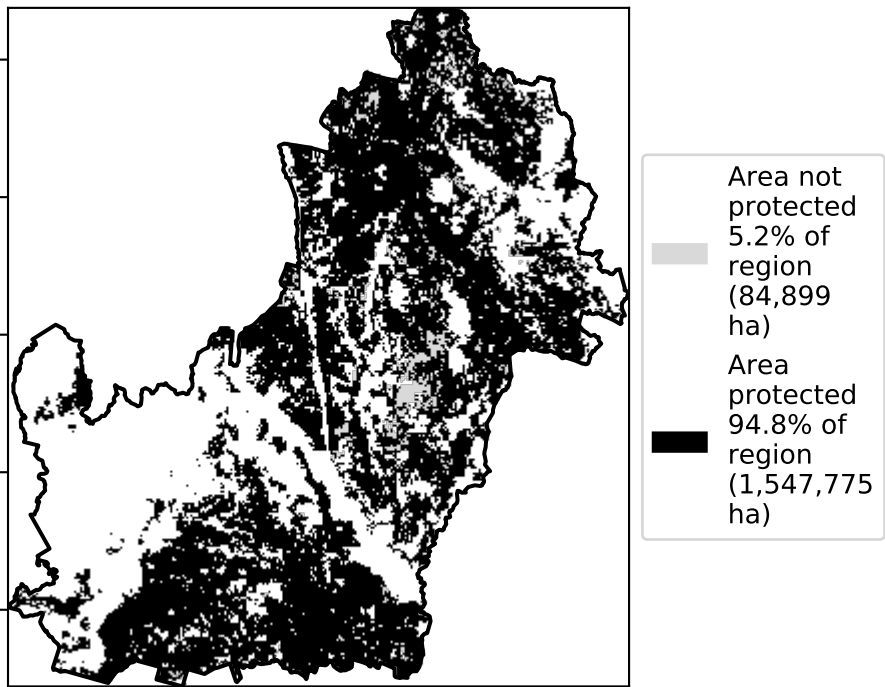 Area not
protected
5.2% of
region
(84,899
ha)
Area
protected
94.8% of
region
(1,547,775
ha)